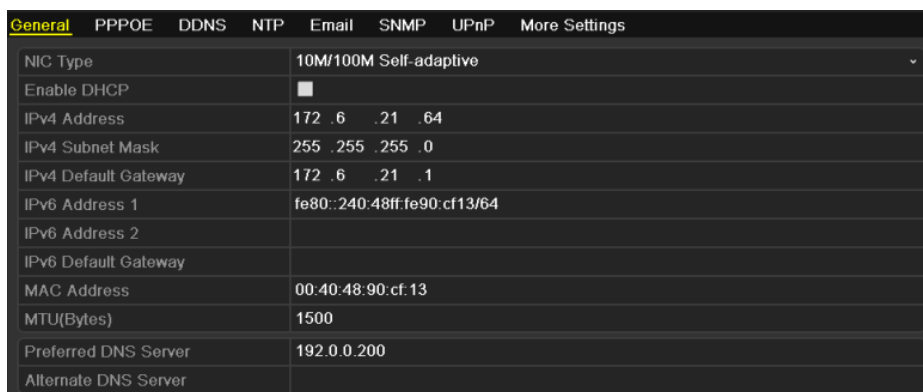 General PPPOE DDNS NTP Email SNMP UPnP More Settings
NIC Type 10M/100M Self-adaptive
Enable DHCP
IPv4 Address 172 .6 .21 .64
IPv4 Subnet Mask 255 .255 .255 .0
IPv4 Default Gateway 172 .6 .21 .1
IPv6 Address 1 fe80::240:48ff:fe90:cf13/64
IPv6 Address 2
IPv6 Default Gateway
MAC Address 00:40:48:90:cf:13
MTU(Bytes) 1500
Preferred DNS Server 192.0.0.200
Alternate DNS Server